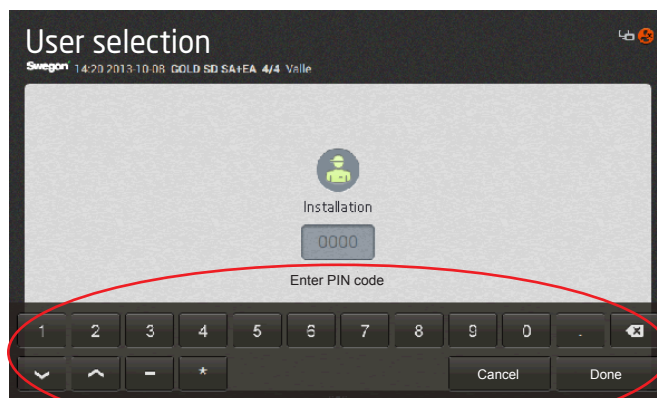 User selection
Swegon 14:20 2013-10-08 GOLD SD SA+EA 4/4 Valle
Installation
0000
Enter PIN code
1 2 3 4 5 6 7 8 9 0 .
- *
Cancel Done